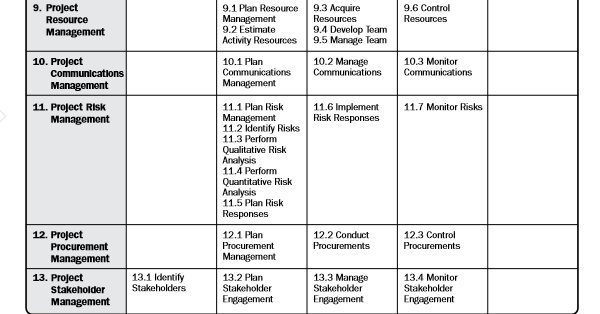 9. Project
Resource
Management
9.1 Plan Resource
Management
9.2 Estimate
Activity Resources
9.3 Acquire
Resources
9.4 Develop Team
9.5 Manage Team
9.6 Control
Resources
10. Project
Communications
Management
10.1 Plan
Communications
Management
10.2 Manage
Communications
10.3 Monitor
Communications
11. Project Risk
Management
11.1 Plan Risk
Management
11.2 Identify Risks
11.3 Perform
Qualitative Risk
Analysis
11.4 Perform
Quantitative Risk
Analysis
11.5 Plan Risk
Responses
11.6 Implement
Risk Responses
11.7 Monitor Risks
12. Project
Procurement
Management
12.1 Plan
Procurement
Management
12.2 Conduct
Procurements
12.3 Control
Procurements
13. Project
Stakeholder
Management
13.1 Identify
Stakeholders
13.2 Plan
Stakeholder
Engagement
13.3 Manage
Stakeholder
Engagement
13.4 Monitor
Stakeholder
Engagement